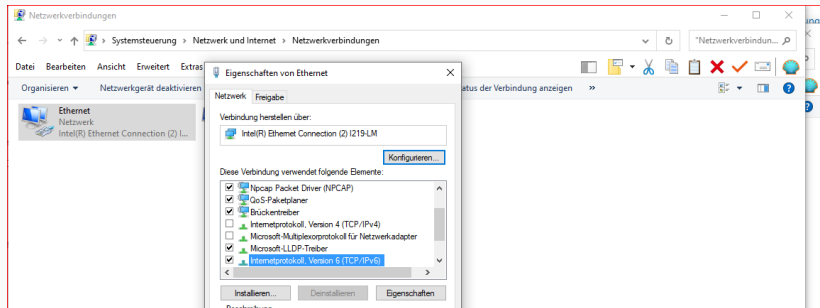 Netzwerkverbindungen
Systemsteuerung > Netzwerk und Internet > Netzwerkverbindungen
"Netzwerkverbindun...
Datei Bearbeiten Ansicht Erweitert Extras
Organisieren Netzwerkgerät deaktivieren
atus der Verbindung anzeigen »
Ethernet
Netzwerk
Intel(R) Ethernet Connection (2) I...
Eigenschaften von Ethernet
Netzwerk Freigabe
Verbindung herstellen über:
Intel(R) Ethernet Connection (2) I219-LM
Konfigurieren...
Diese Verbindung verwendet folgende Elemente:
Npcap Packet Driver (NPCAP)
QoS-Paketplaner
Brückentreiber
Internetprotokoll, Version 4 (TCP/IPv4)
Microsoft-Multiplexorprotokoll für Netzwerkadapter
Microsoft-LLDP-Treiber
Internetprotokoll, Version 6 (TCP/IPv6)
Installieren... Deinstallieren Eigenschaften